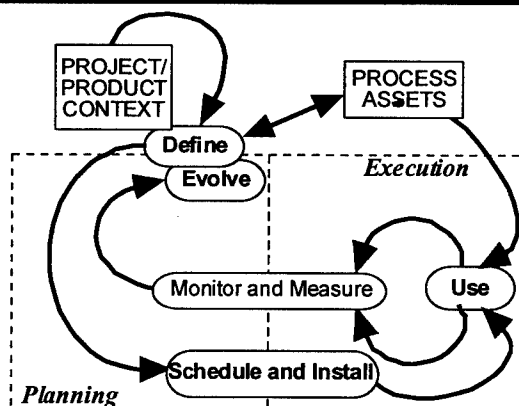 PROJECT/
PRODUCT
CONTEXT
PROCESS
ASSETS
Define
Evolve
Execution
Monitor and Measure
Use
Schedule and Install
Planning